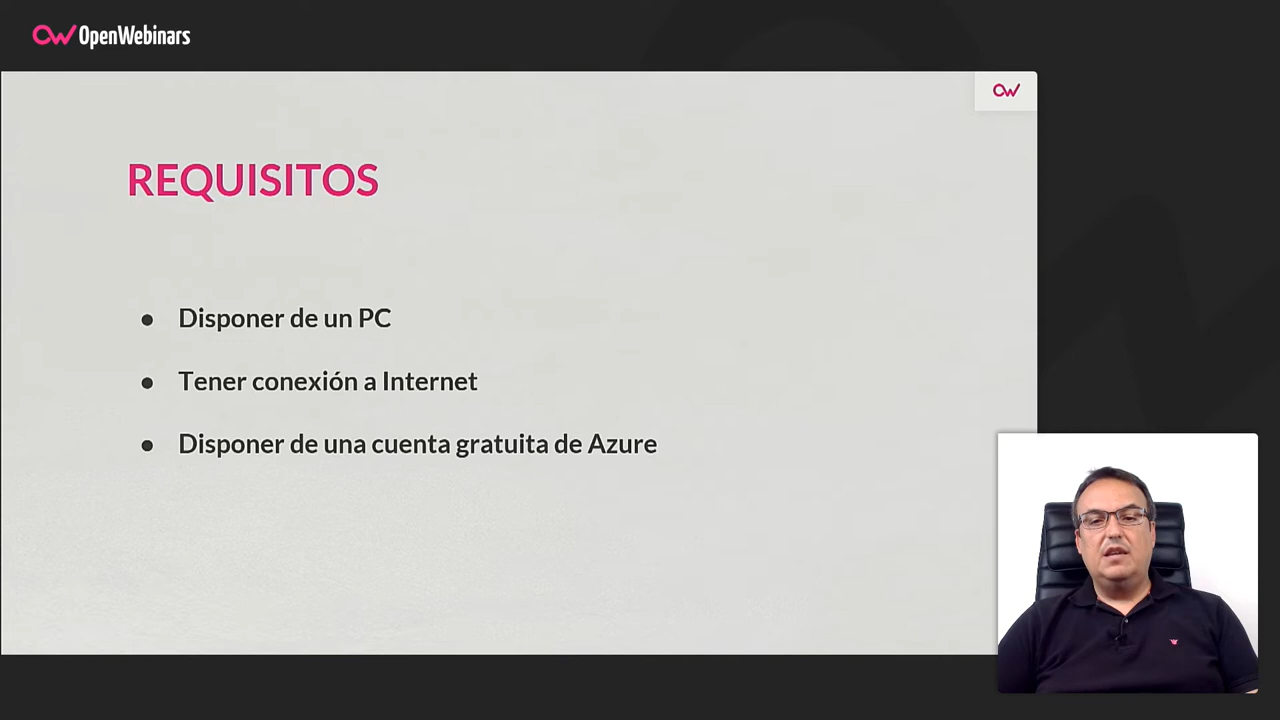 OpenWebinars
REQUISITOS
● Disponer de un PC
● Tener conexión a Internet
● Disponer de una cuenta gratuita de Azure